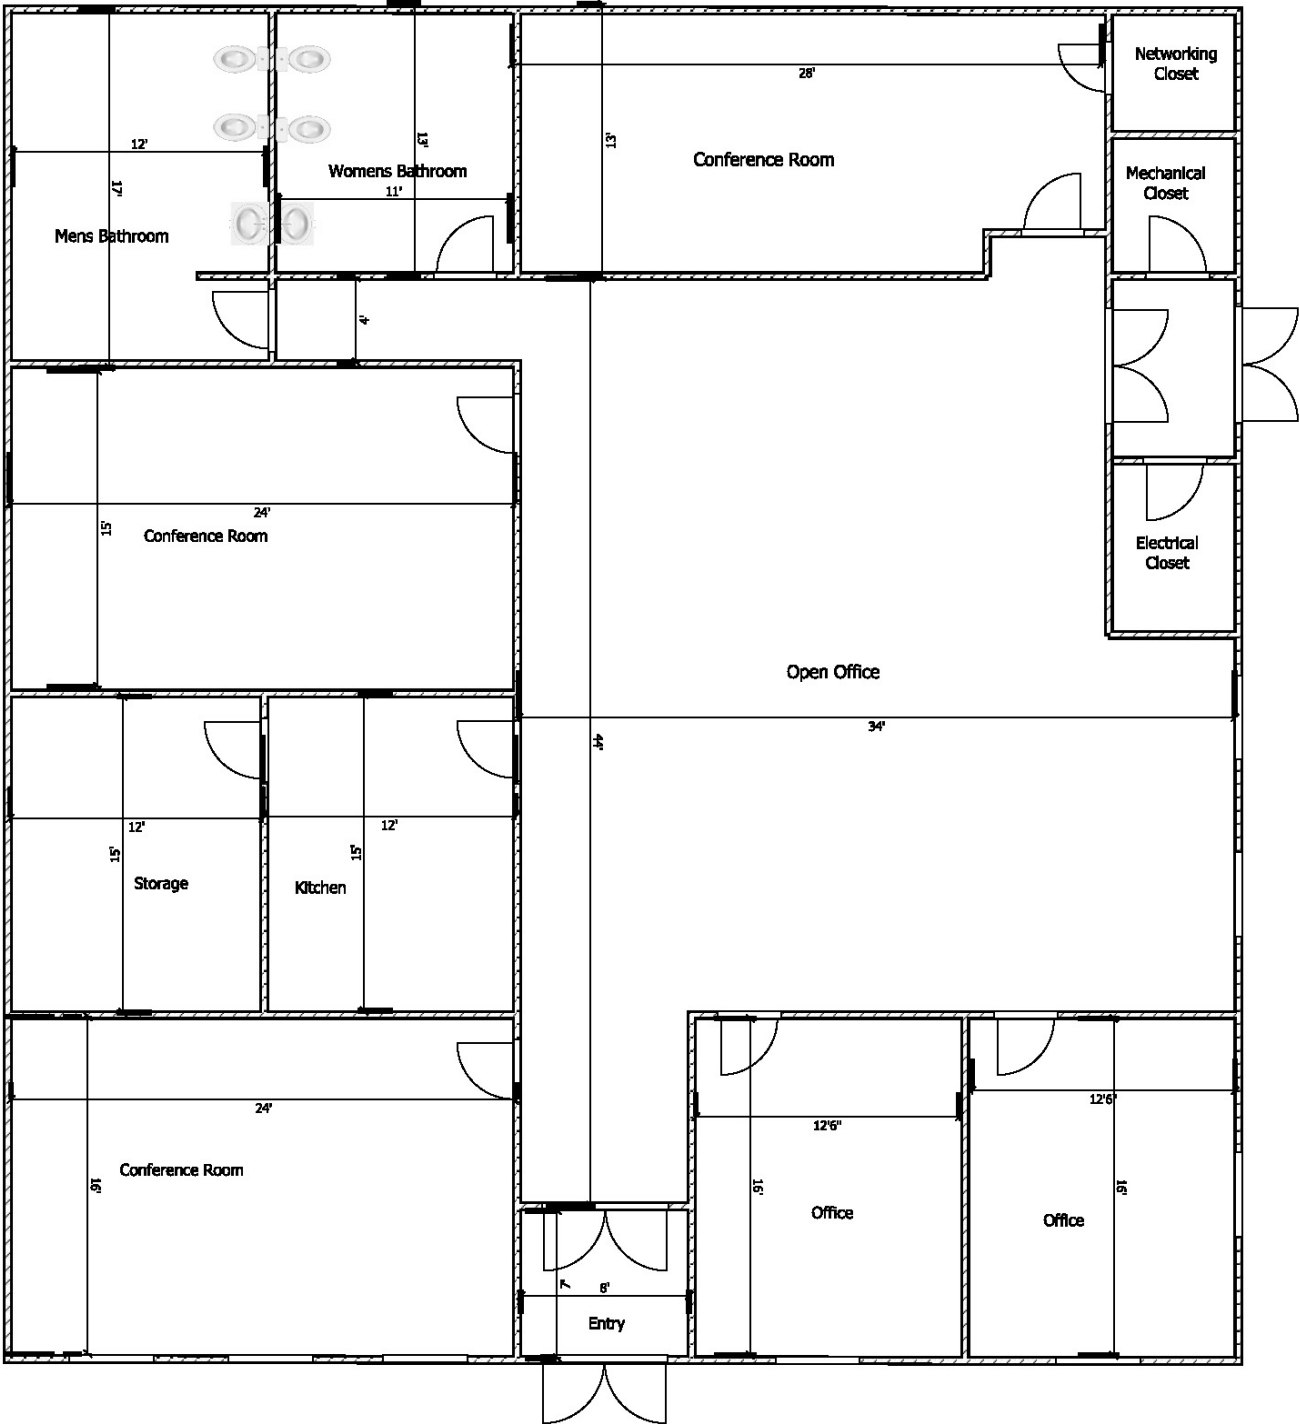 Networking
Closet
28'
13'
13'
12'
Conference Room
Womens Bathroom
Mechanical
Closet
17'
11'
Mens Bathroom
4'
24'
15'
Conference Room
Electrical
Closet
Open Office
34'
44'
12'
12'
15'
15'
Storage
Kitchen
24'
12'6"
12'6"
Conference Room
16'
16'
16'
Office
Office
7'
8'
Entry